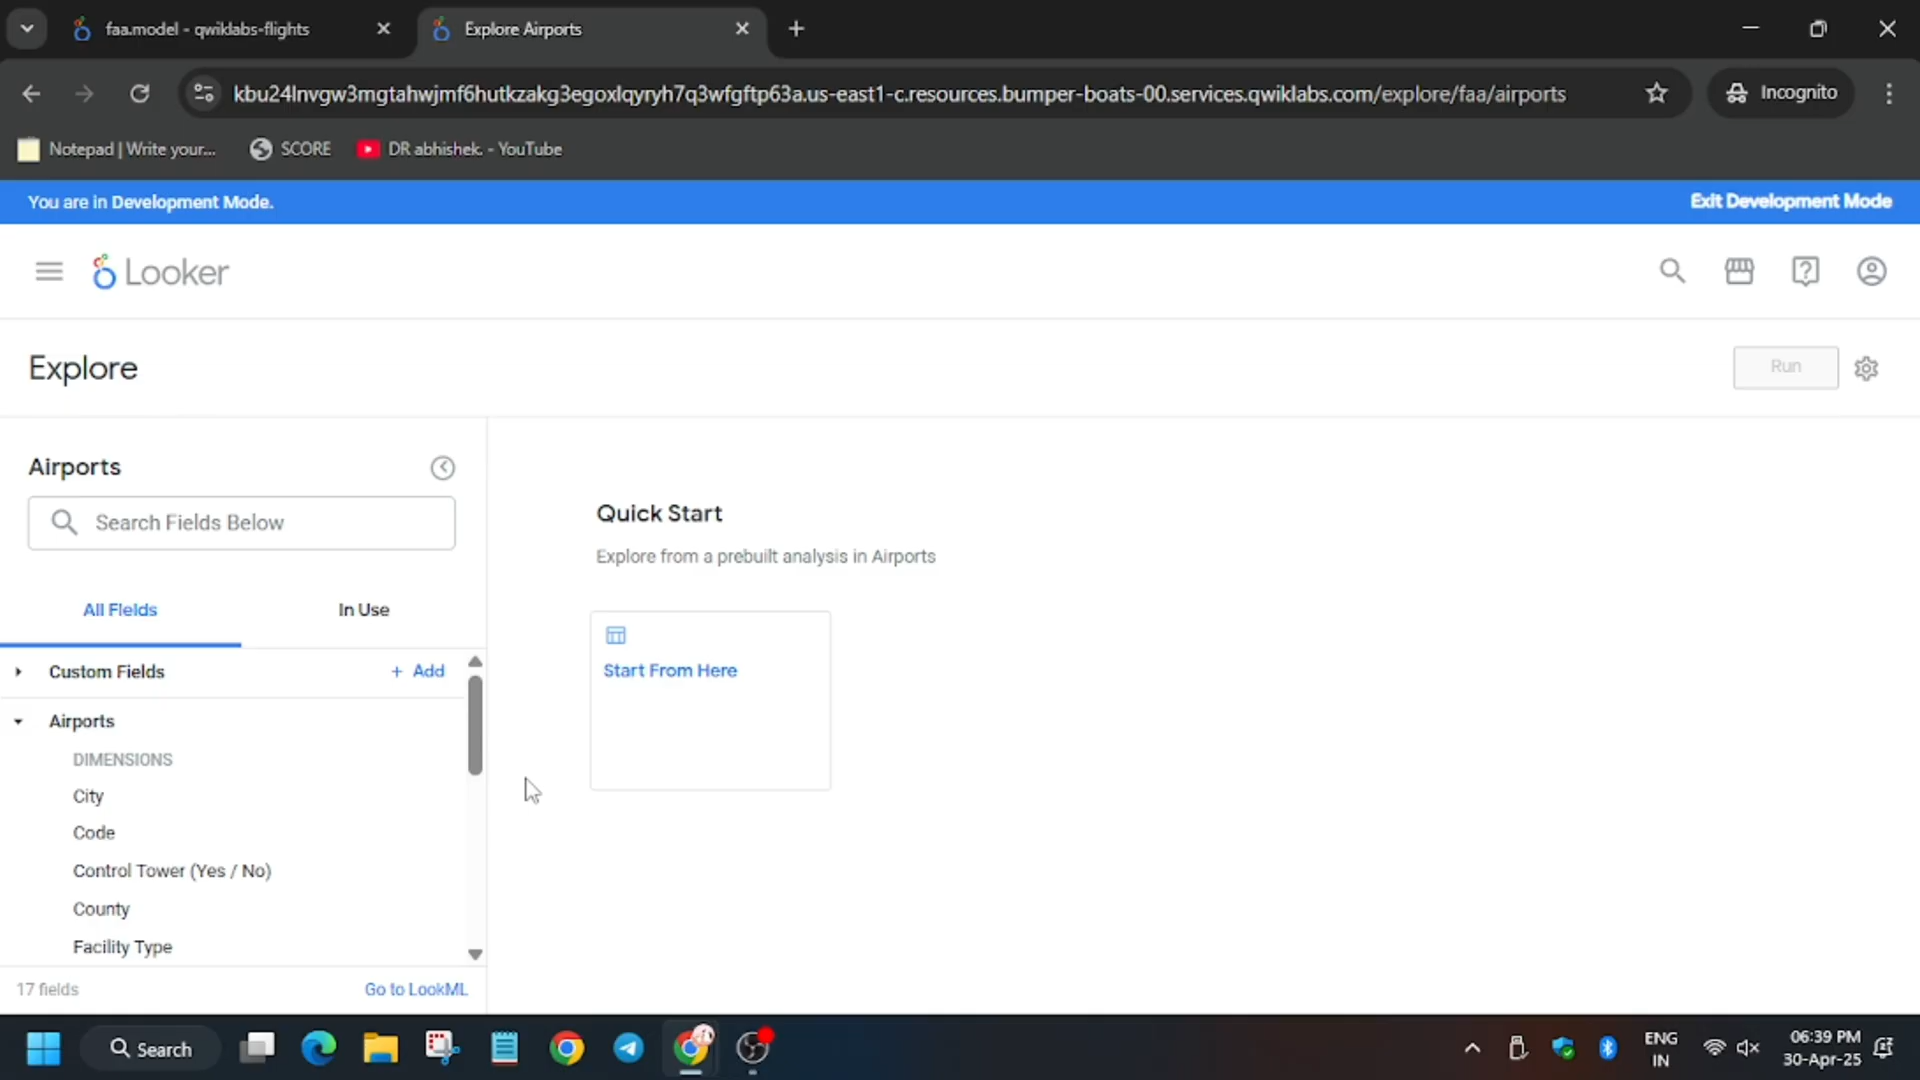 faa.model - qwiklabs-flights
Explore Airports
kbu24lnvgw3mgtahwjmf6hutkzakg3egoxlqyryh7q3wfgftp63a.us-east1-c.resources.bumper-boats-00.services.qwiklabs.com/explore/faa/airports
Incognito
Notepad | Write your...
SCORE
DR abhishek. - YouTube
You are in Development Mode.
Exit Development Mode
Looker
Explore
Run
Airports
Search Fields Below
Quick Start
Explore from a prebuilt analysis in Airports
All Fields
In Use
Start From Here
Custom Fields
+ Add
Airports
DIMENSIONS
City
Code
Control Tower (Yes / No)
County
Facility Type
17 fields
Go to LookML
Search
ENG
IN
06:39 PM
30-Apr-25